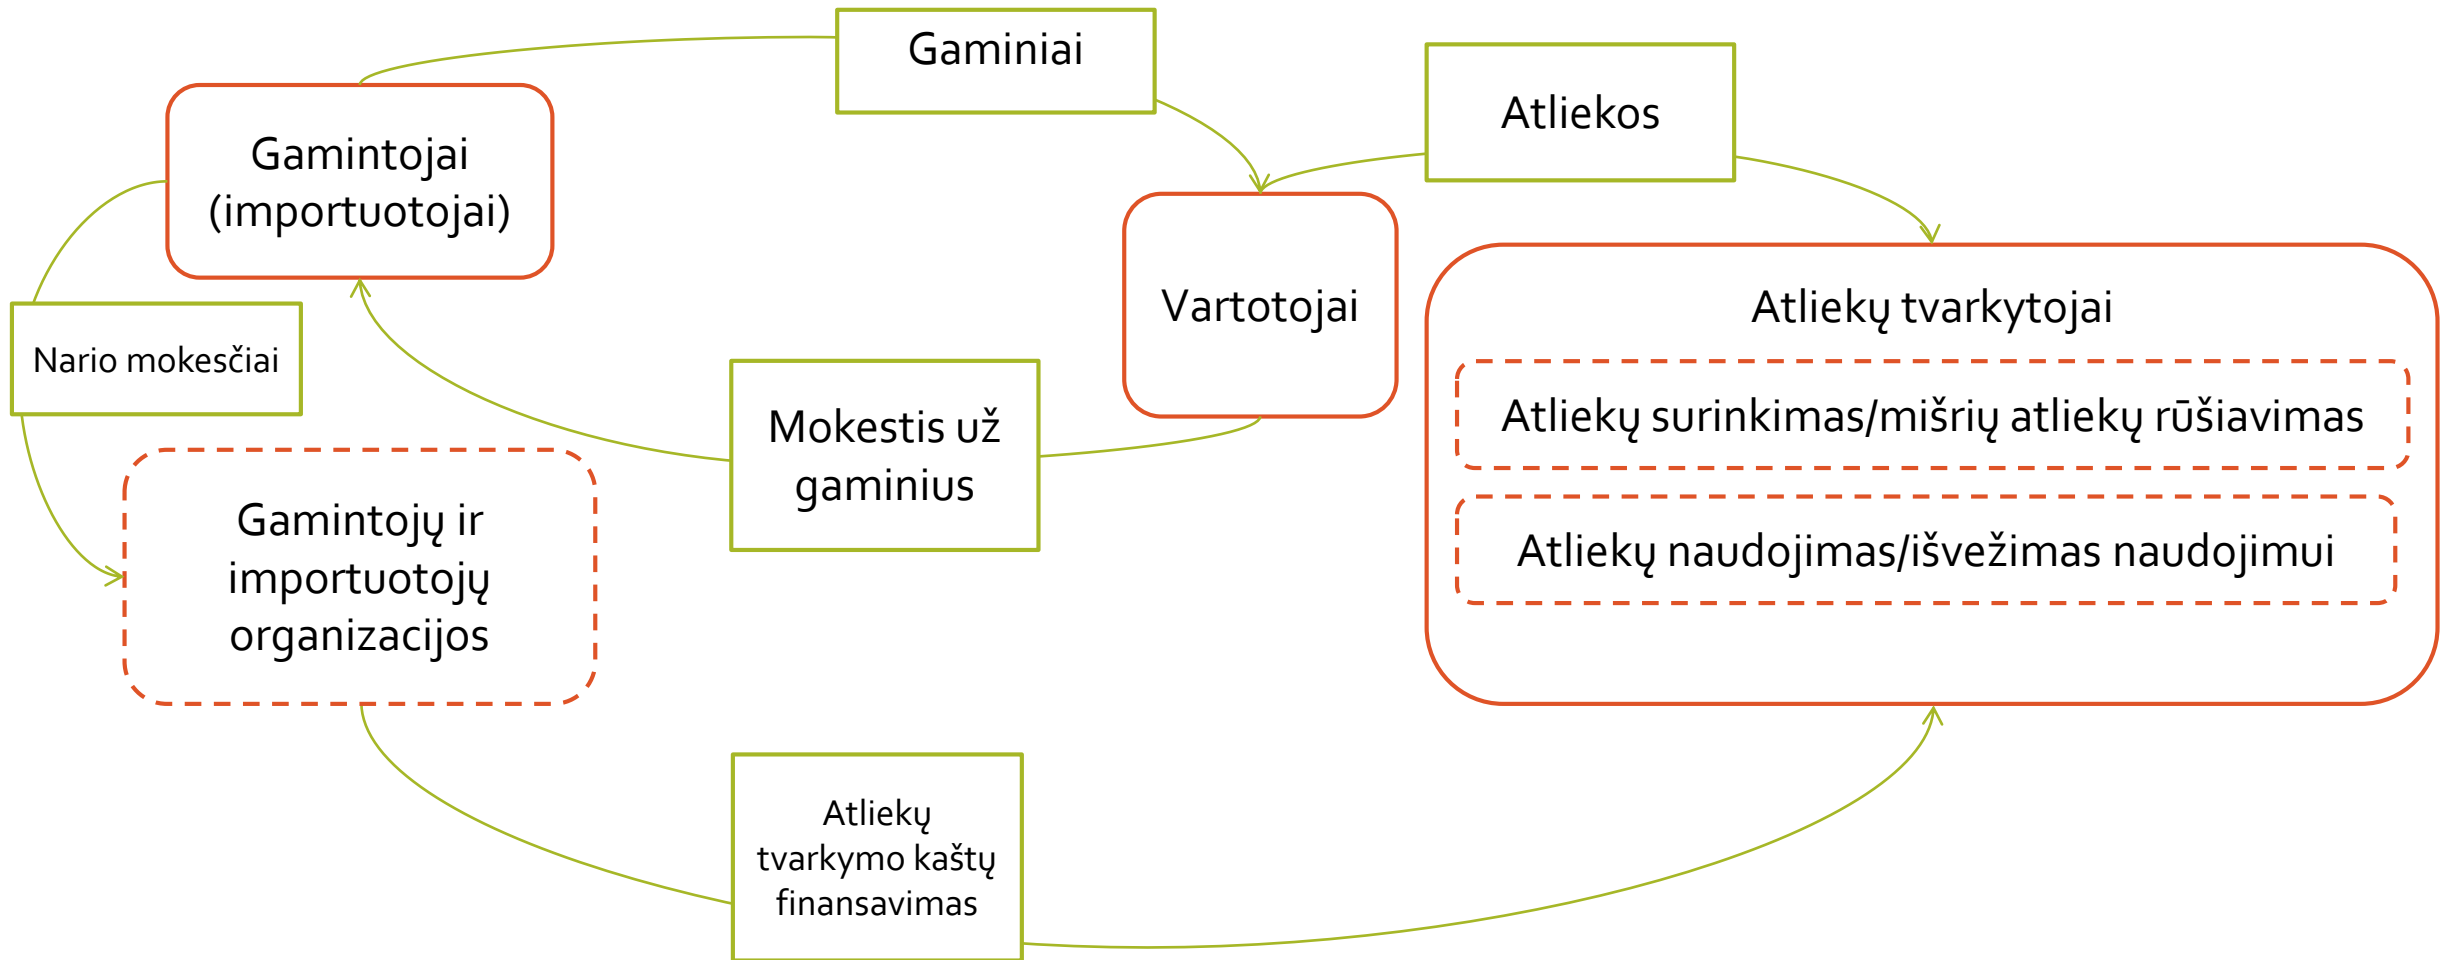 Gaminiai
Atliekos
Gamintojai
(importuotojai)
Vartotojai
Atliekų tvarkytojai
Nario mokesčiai
Atliekų surinkimas/mišrių atliekų rūšiavimas
Mokestis už
gaminius
Gamintojų ir
importuotojų
organizacijos
Atliekų naudojimas/išvežimas naudojimui
Atliekų
tvarkymo kaštų
finansavimas